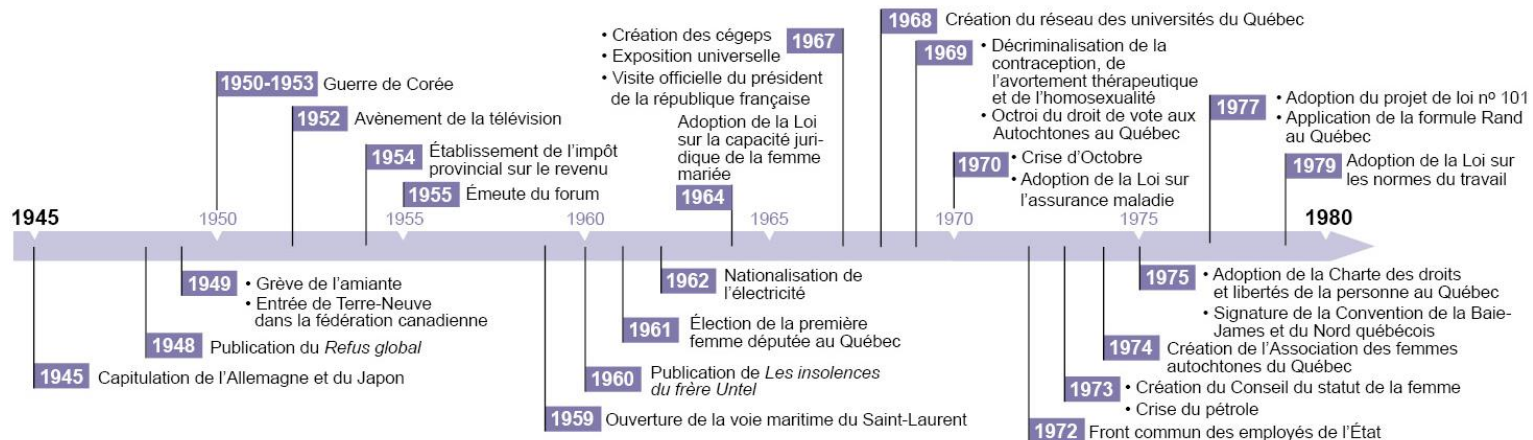 1968 Création du réseau des universités du Québec
• Création des cégeps
• Exposition universelle
• Visite officielle du président
de la république française
1967
1969 • Décriminalisation de la
contraception, de
l’avortement thérapeutique
et de l’homosexualité
• Octroi du droit de vote aux
Autochtones au Québec
1950-1953 Guerre de Corée
1952 Avènement de la télévision
1954 Établissement de l’impôt
provincial sur le revenu
1955 Émeute du forum
Adoption de la Loi
sur la capacité juri-
dique de la femme
mariée
1964
1970 • Crise d’Octobre
• Adoption de la Loi sur
l’assurance maladie
1977 • Adoption du projet de loi nº 101
• Application de la formule Rand
au Québec
1979 Adoption de la Loi sur
les normes du travail
1945 1950 1955 1960 1965 1970 1975 1980
1949 • Grève de l’amiante
• Entrée de Terre-Neuve
dans la fédération canadienne
1948 Publication du Refus global
1945 Capitulation de l’Allemagne et du Japon
1962 Nationalisation de
l’électricité
1961 Élection de la première
femme députée au Québec
1960 Publication de Les insolences
du frère Untel
1959 Ouverture de la voie maritime du Saint-Laurent
1975 • Adoption de la Charte des droits
et libertés de la personne au Québec
• Signature de la Convention de la Baie-
James et du Nord québécois
1974 Création de l’Association des femmes
autochtones du Québec
1973 • Création du Conseil du statut de la femme
• Crise du pétrole
1972 Front commun des employés de l’État